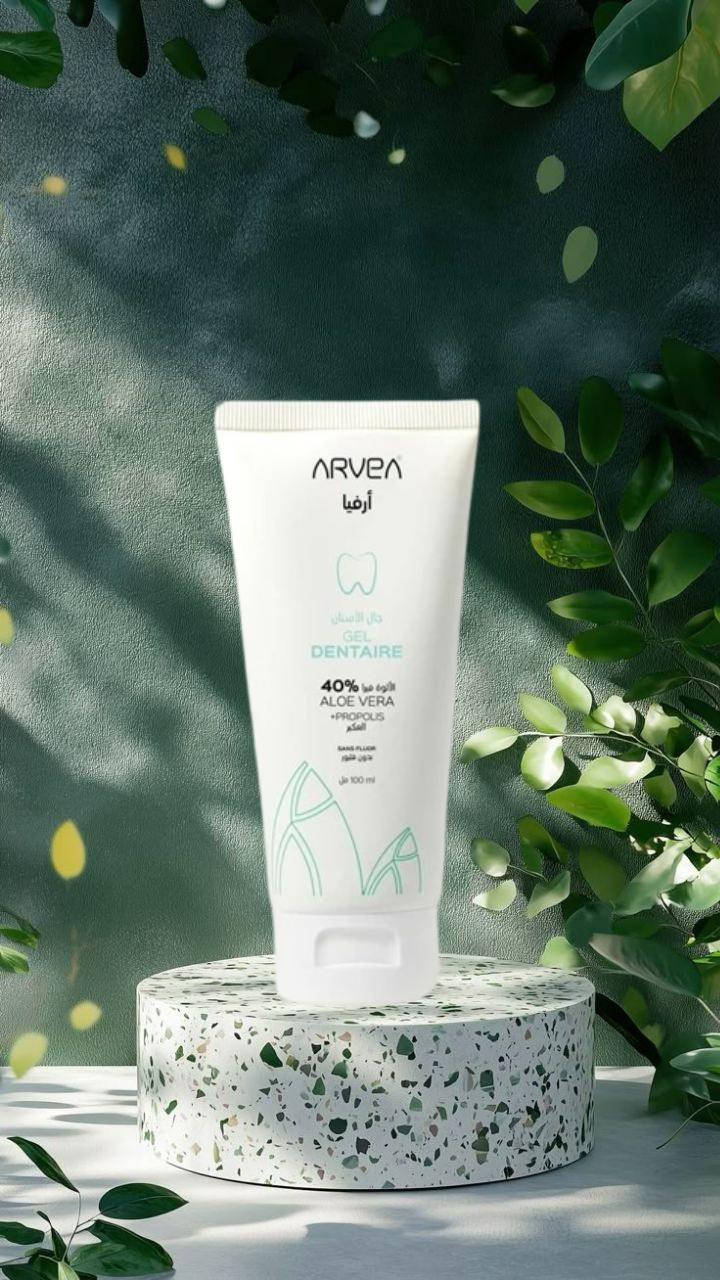 ARVEA
أرفيا
جال الأسنان
GEL
DENTAIRE
40% الألوة فيرا
ALOE VERA
+PROPOLIS
العكبر
SANS FLUOR
بدون فليور
100 ml مل